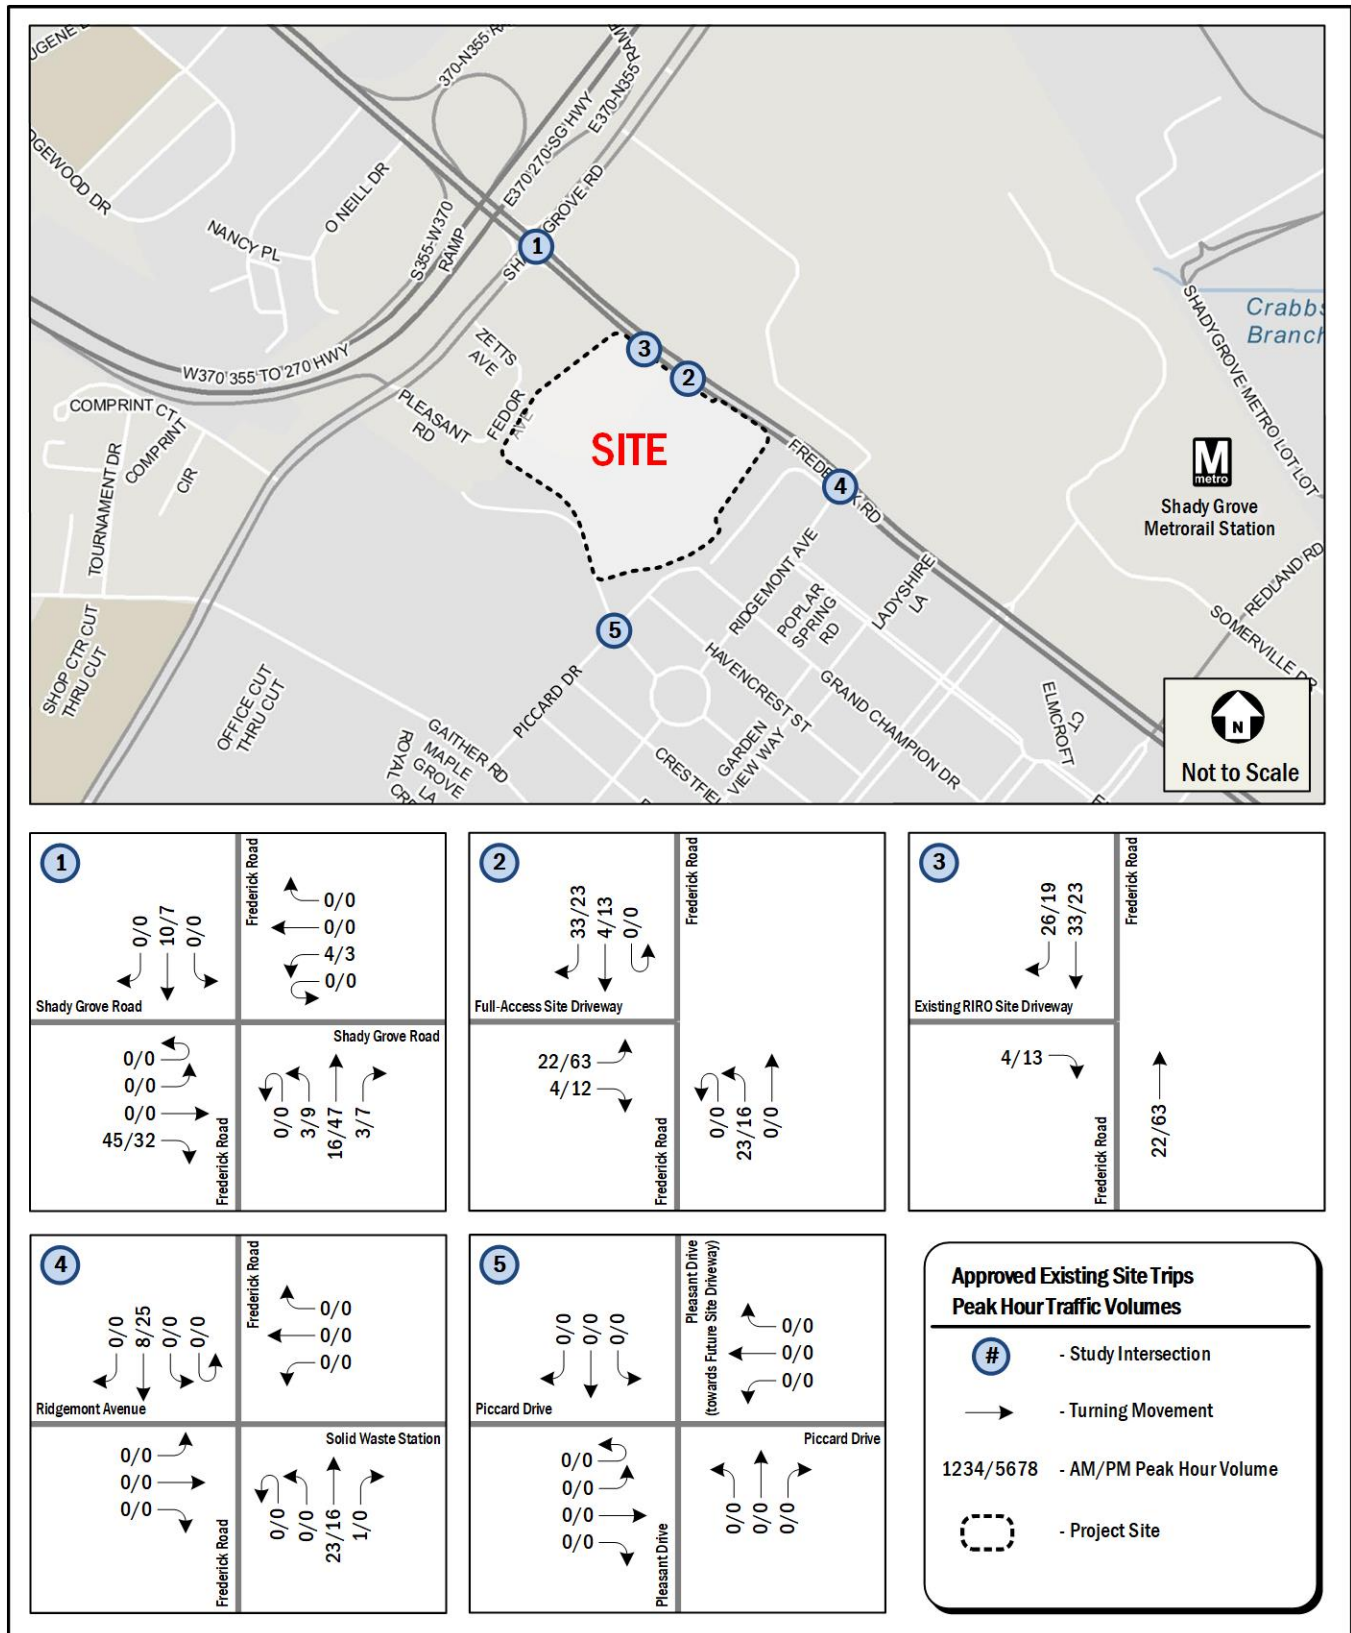 UGENE
370-N355 RA
RAMP
E370-N355
E370 270-SG HWY
DGEWOOD DR
O NEILL DR
NANCY PL
S355-W370
RAMP
SHADY GROVE RD
1
W370 355 TO 270 HWY
ZETTS
AVE
3
2
COMPRINT CT
COMPRINT
CIR
TOURNAMENT DR
PLEASANT
RD
FEDOR
AVE
SITE
FREDERICK RD
4
SHADYGROVE METRO LOT LOT
Crabbs
Branch
M
metro
Shady Grove
Metrorail Station
REDLAND RD
SOMERVILLE DR
SHOP CTR CUT
THRU CUT
OFFICE CUT
THRU CUT
5
PICCARD DR
GAITHER RD
MAPLE
GROVE
LA
ROYAL
CRE
RIDGEMONT AVE
POPLAR
SPRING
RD
LADYSHIRE
LA
HAVENCREST ST
GRAND CHAMPION DR
GARDEN
VIEW WAY
CRESTFIEL
ELMCROFT
CT
N
Not to Scale
1
Frederick Road
0/0
10/7
0/0
0/0
0/0
4/3
0/0
Shady Grove Road
Shady Grove Road
0/0
0/0
0/0
45/32
0/0
3/9
16/47
3/7
Frederick Road
2
Frederick Road
33/23
4/13
0/0
Full-Access Site Driveway
22/63
4/12
0/0
23/16
0/0
Frederick Road
3
Frederick Road
26/19
33/23
Existing RIRO Site Driveway
4/13
22/63
Frederick Road
4
Frederick Road
0/0
8/25
0/0
0/0
0/0
0/0
0/0
Ridgemont Avenue
Solid Waste Station
0/0
0/0
0/0
0/0
0/0
23/16
1/0
Frederick Road
5
Pleasant Drive
(towards Future Site Driveway)
0/0
0/0
0/0
0/0
0/0
0/0
Piccard Drive
Piccard Drive
0/0
0/0
0/0
0/0
0/0
0/0
0/0
Pleasant Drive
Approved Existing Site Trips
Peak Hour Traffic Volumes
# - Study Intersection
- Turning Movement
1234/5678 - AM/PM Peak Hour Volume
- Project Site